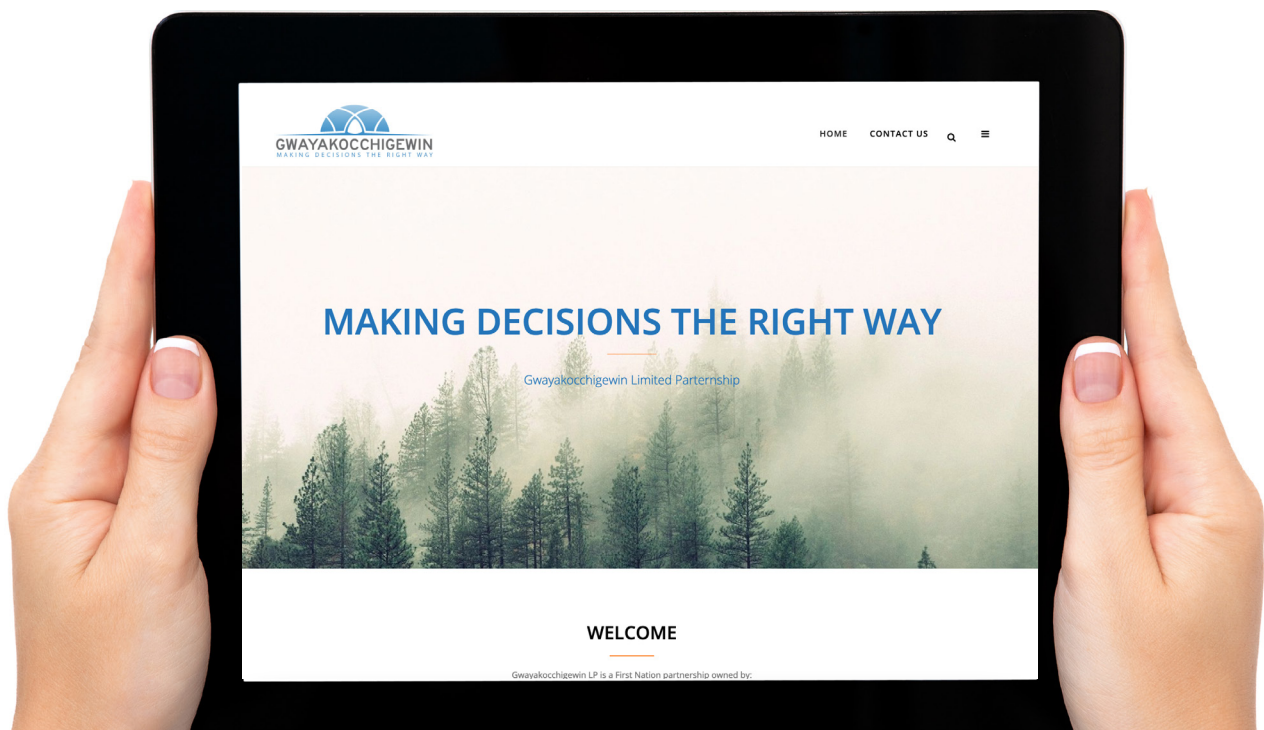 GWAYAKOCCHIGEWIN
MAKING DECISIONS THE RIGHT WAY
HOME CONTACT US
MAKING DECISIONS THE RIGHT WAY
Gwayakocchigewin Limited Parternship
WELCOME
Gwayakocchigewin LP is a First Nation partnership owned by: